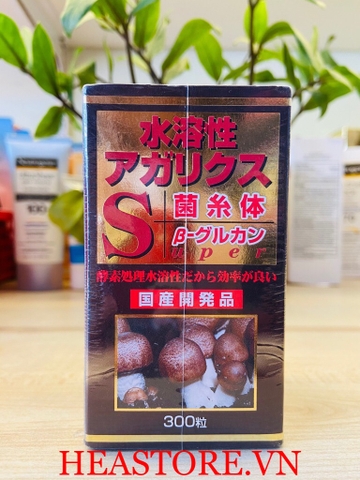 水溶性
アガリクス
Super
菌糸体
β-グルカン
酵素処理水溶性だから効率が良い
国産開発品
300粒
HEASTORE.VN